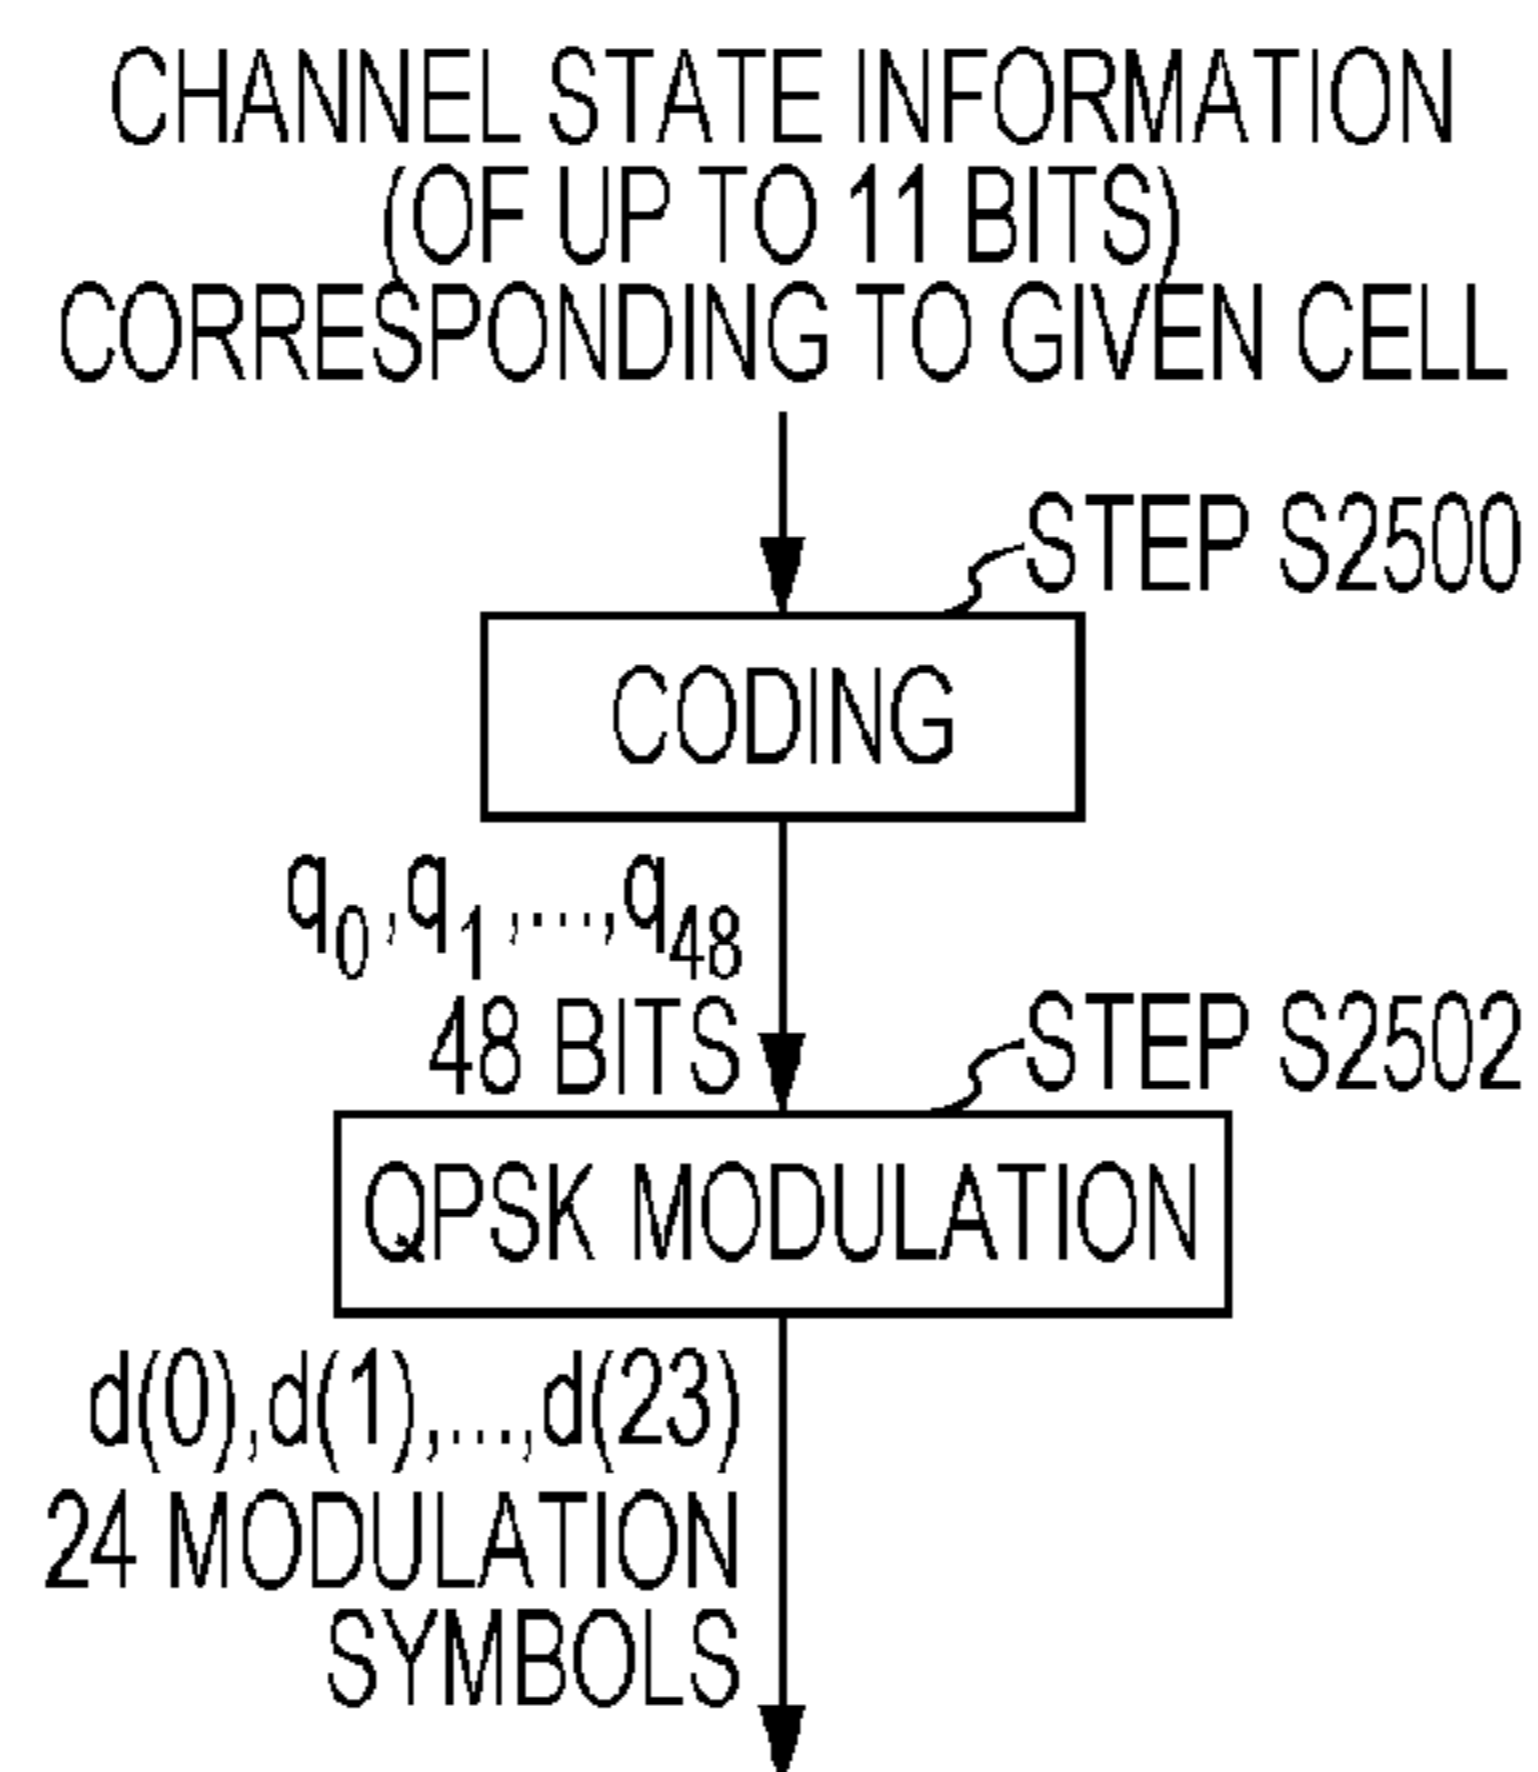 CHANNEL STATE INFORMATION
(OF UP TO 11 BITS)
CORRESPONDING TO GIVEN CELL
STEP S2500
CODING
q0,q1,...,q48
48 BITS
STEP S2502
QPSK MODULATION
d(0),d(1),...,d(23)
24 MODULATION
SYMBOLS